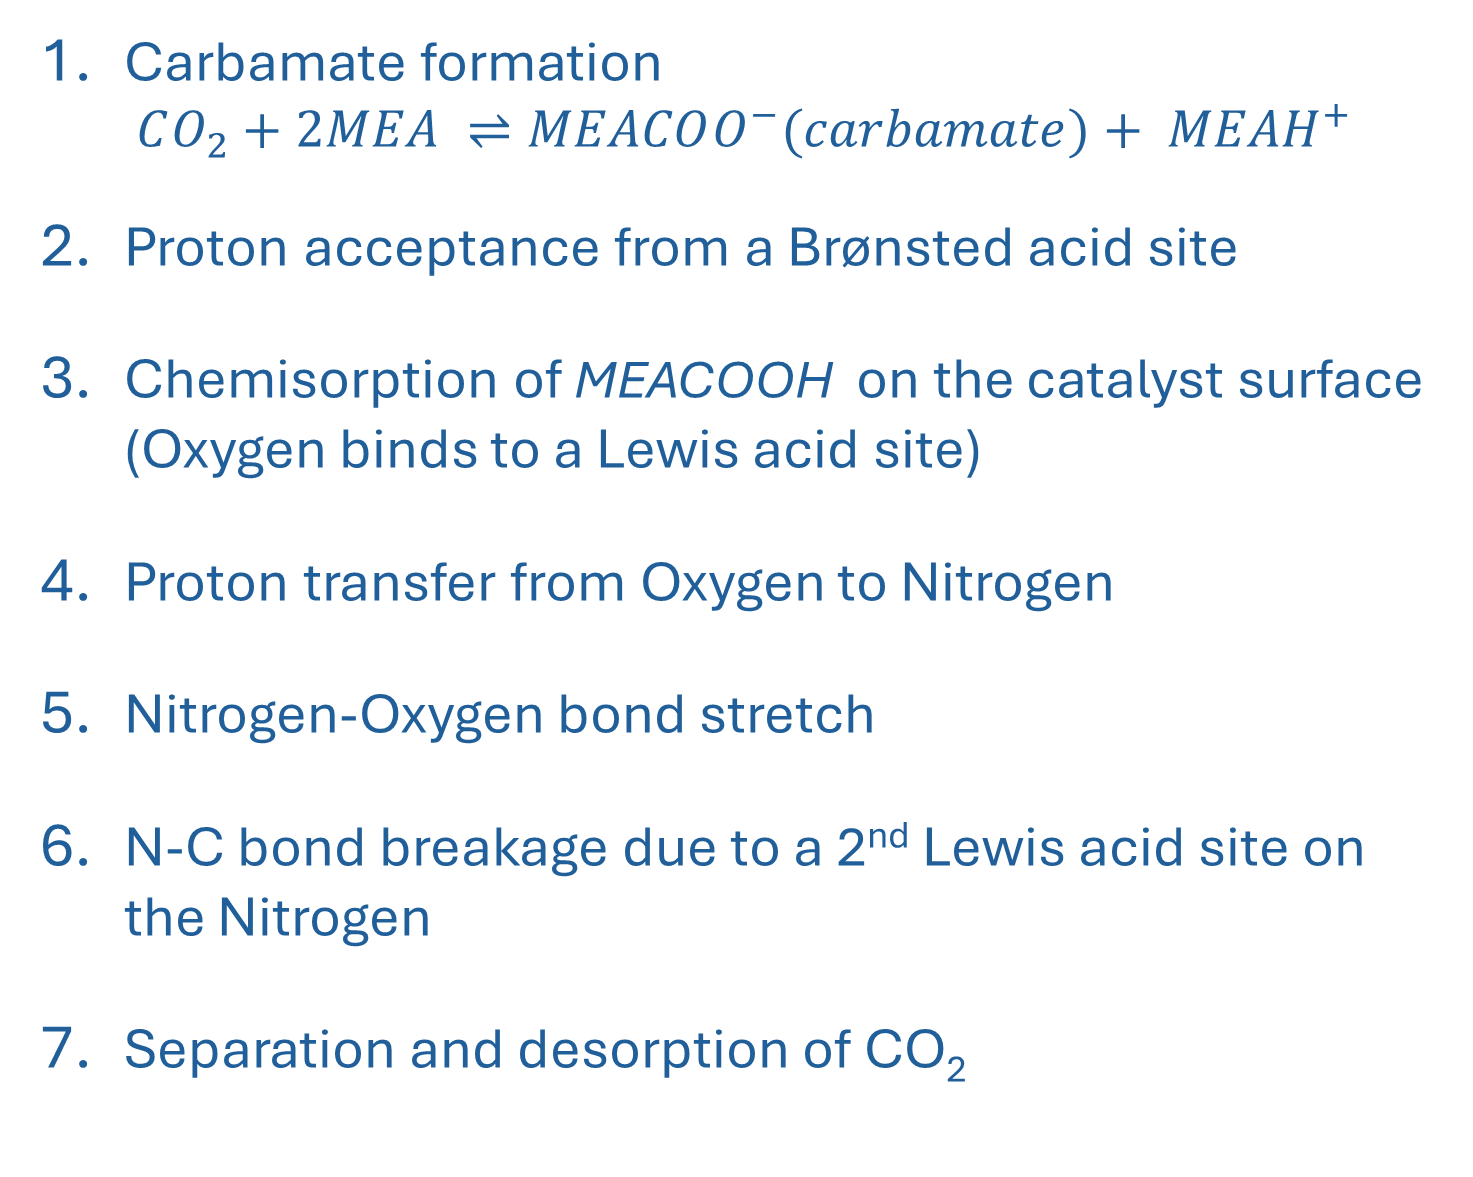 1. Carbamate formation
CO₂ + 2MEA ⇌ MEACOO⁻(carbamate) + MEAH⁺
2. Proton acceptance from a Brønsted acid site
3. Chemisorption of MEACOOH on the catalyst surface
(Oxygen binds to a Lewis acid site)
4. Proton transfer from Oxygen to Nitrogen
5. Nitrogen-Oxygen bond stretch
6. N-C bond breakage due to a 2ⁿᵈ Lewis acid site on
the Nitrogen
7. Separation and desorption of CO₂